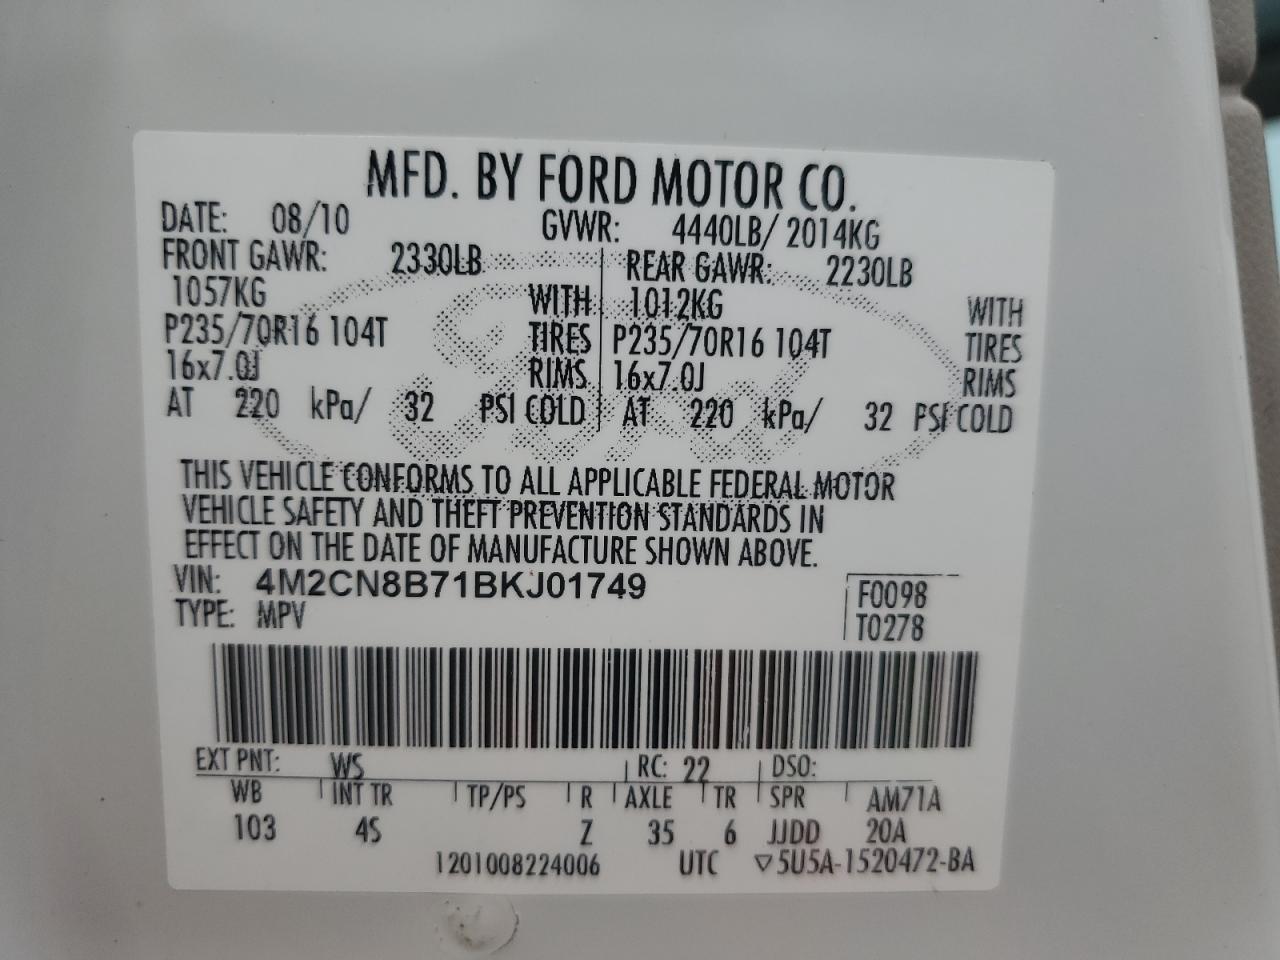 MFD. BY FORD MOTOR CO.
DATE: 08/10 GVWR: 4440LB/ 2014KG
FRONT GAWR: 2330LB REAR GAWR: 2230LB
1057KG WITH 1012KG WITH
P235/70R16 104T TIRES P235/70R16 104T TIRES
16x7.0J RIMS 16x7.0J RIMS
AT 220 kPa/ 32 PSI COLD AT 220 kPa/ 32 PSI COLD
Ford
THIS VEHICLE CONFORMS TO ALL APPLICABLE FEDERAL MOTOR
VEHICLE SAFETY AND THEFT PREVENTION STANDARDS IN
EFFECT ON THE DATE OF MANUFACTURE SHOWN ABOVE.
VIN: 4M2CN8B71BKJ01749
TYPE: MPV
F0098
T0278
EXT PNT: WS RC: 22 DSO:
WB INT TR TP/PS R AXLE TR SPR AM71A
103 4S Z 35 6 JJDD 20A
1201008224006 UTC ▽5U5A-1520472-BA